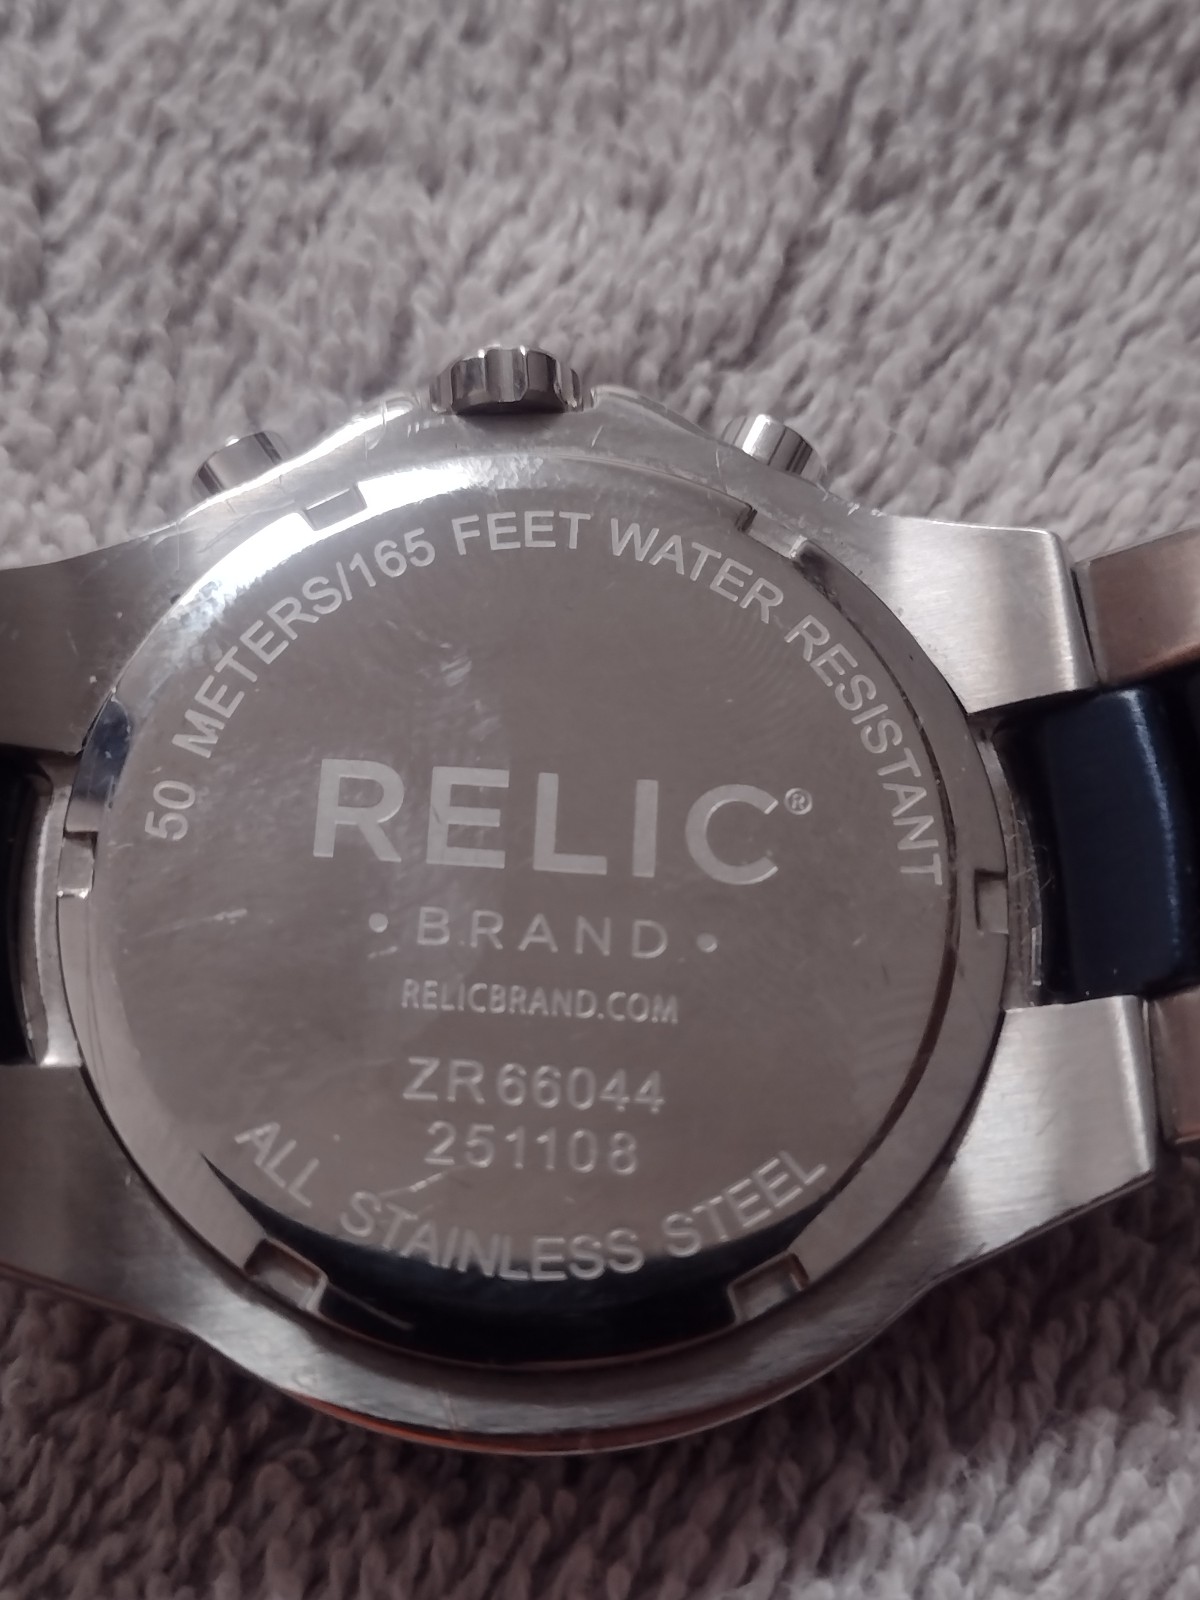 50 METERS/165 FEET WATER RESISTANT
RELIC®
• BRAND •
RELICBRAND.COM
ZR66044
251108
ALL STAINLESS STEEL